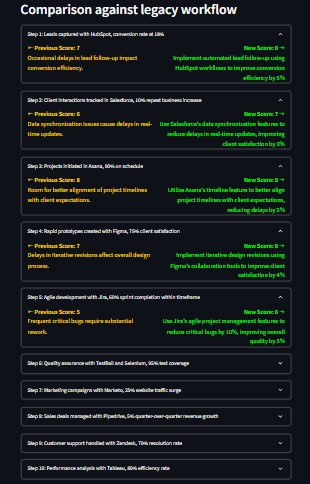 Comparison against legacy workflow
Step 1: Leads captured with HubSpot, conversion rate at 18%
← Previous Score: 7
New Score: 8 →
Occasional delays in lead follow-up impact
conversion efficiency.
Implement automated lead follow-up using
HubSpot workflows to improve conversion
efficiency by 5%
Step 2: Client interactions tracked in Salesforce, 10% repeat business increase
← Previous Score: 6
New Score: 7 →
Data synchronization issues cause delays in real-
time updates.
Use Salesforce's data synchronization features to
reduce delays in real-time updates, improving
client satisfaction by 3%
Step 3: Projects initiated in Asana, 90% on schedule
← Previous Score: 8
New Score: 9 →
Room for better alignment of project timelines
with client expectations.
Utilize Asana's timeline feature to better align
project timelines with client expectations,
reducing delays by 2%
Step 4: Rapid prototypes created with Figma, 75% client satisfaction
← Previous Score: 7
New Score: 8 →
Delays in iterative revisions affect overall design
process.
Implement iterative design revisions using
Figma's collaboration tools to improve client
satisfaction by 4%
Step 5: Agile development with Jira, 60% sprint completion within timeframe
← Previous Score: 5
New Score: 6 →
Frequent critical bugs require substantial
rework.
Use Jira's agile project management features to
reduce critical bugs by 10%, improving overall
quality by 5%
Step 6: Quality assurance with TestRail and Selenium, 95% test coverage
Step 7: Marketing campaigns with Marketo, 25% website traffic surge
Step 8: Sales deals managed with Pipedrive, 5% quarter-over-quarter revenue growth
Step 9: Customer support handled with Zendesk, 70% resolution rate
Step 10: Performance analysis with Tableau, 80% efficiency rate